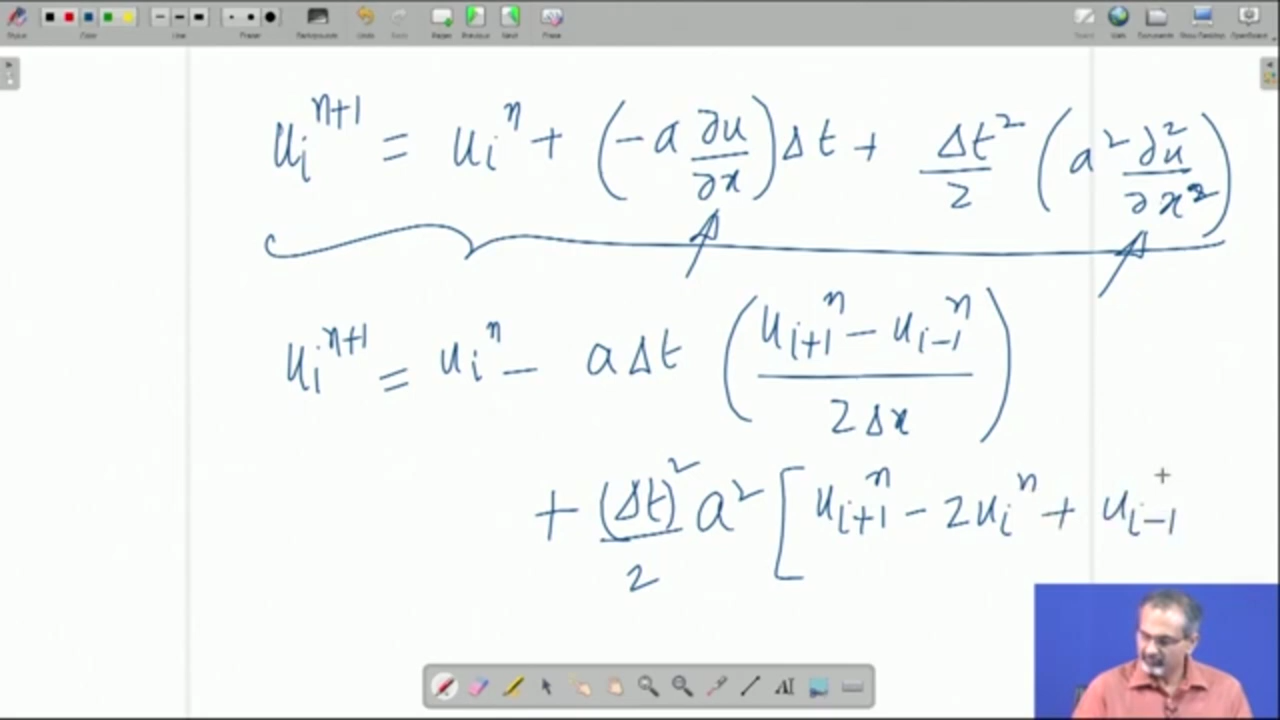 u_i^{n+1} = u_i^n + (-a ∂u/∂x) Δt + Δt²/2 (a² ∂²u/∂x²)
u_i^{n+1} = u_i^n - aΔt ((u_{i+1}^n - u_{i-1}^n)/(2Δx))
+ (Δt)²/2 a² [u_{i+1}^n - 2u_i^n + u_{i-1}